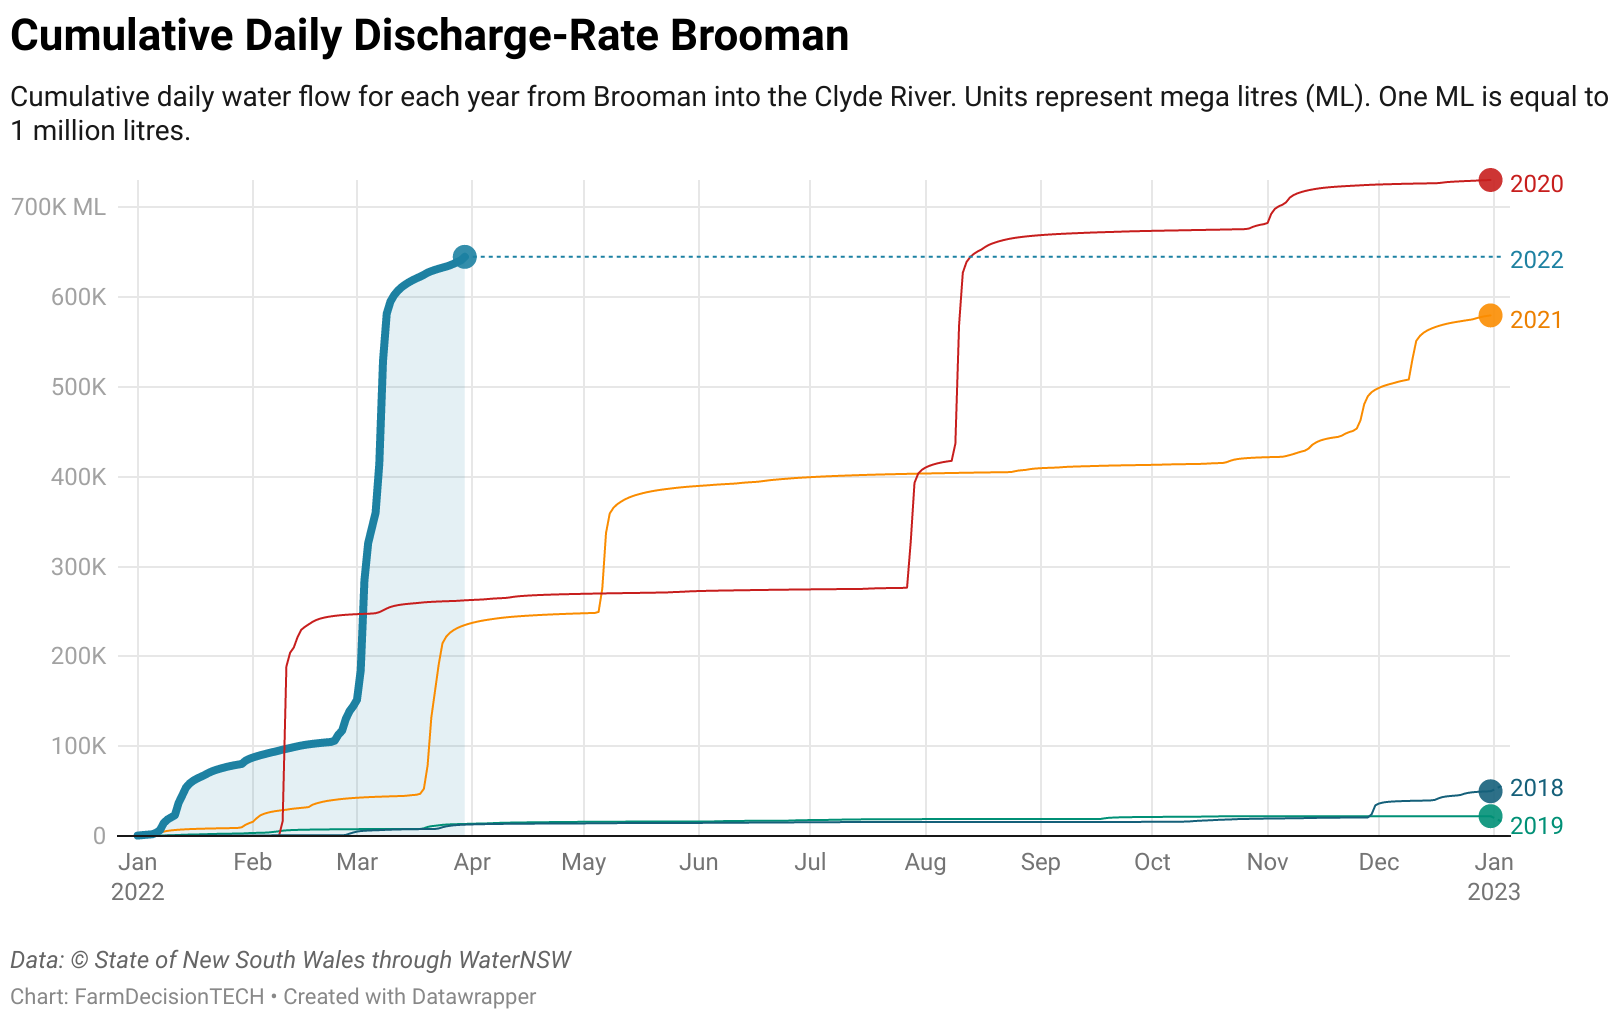 Cumulative Daily Discharge-Rate Brooman
Cumulative daily water flow for each year from Brooman into the Clyde River. Units represent mega litres (ML). One ML is equal to
1 million litres.
700K ML
600K
500K
400K
300K
200K
100K
0
2020
2022
2021
2018
2019
Jan Feb Mar Apr May Jun Jul Aug Sep Oct Nov Dec Jan
2022 2023
Data: © State of New South Wales through WaterNSW
Chart: FarmDecisionTECH • Created with Datawrapper